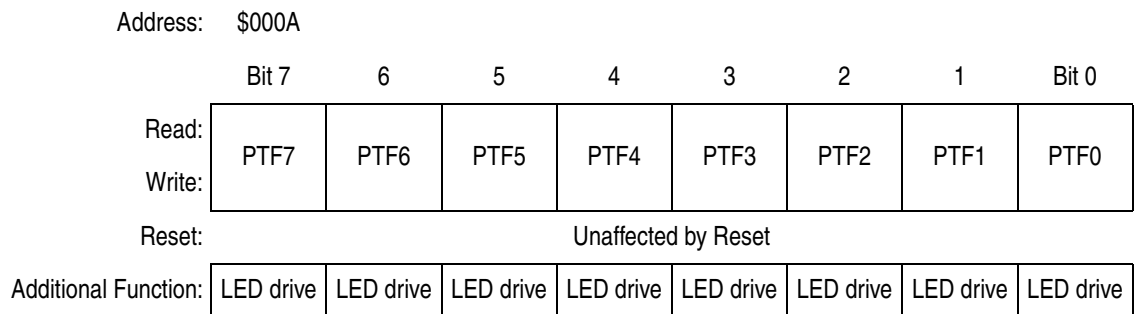 Address: $000A
Bit 7 6 5 4 3 2 1 Bit 0
Read:
PTF7 PTF6 PTF5 PTF4 PTF3 PTF2 PTF1 PTF0
Write:
Reset: Unaffected by Reset
Additional Function: LED drive LED drive LED drive LED drive LED drive LED drive LED drive LED drive